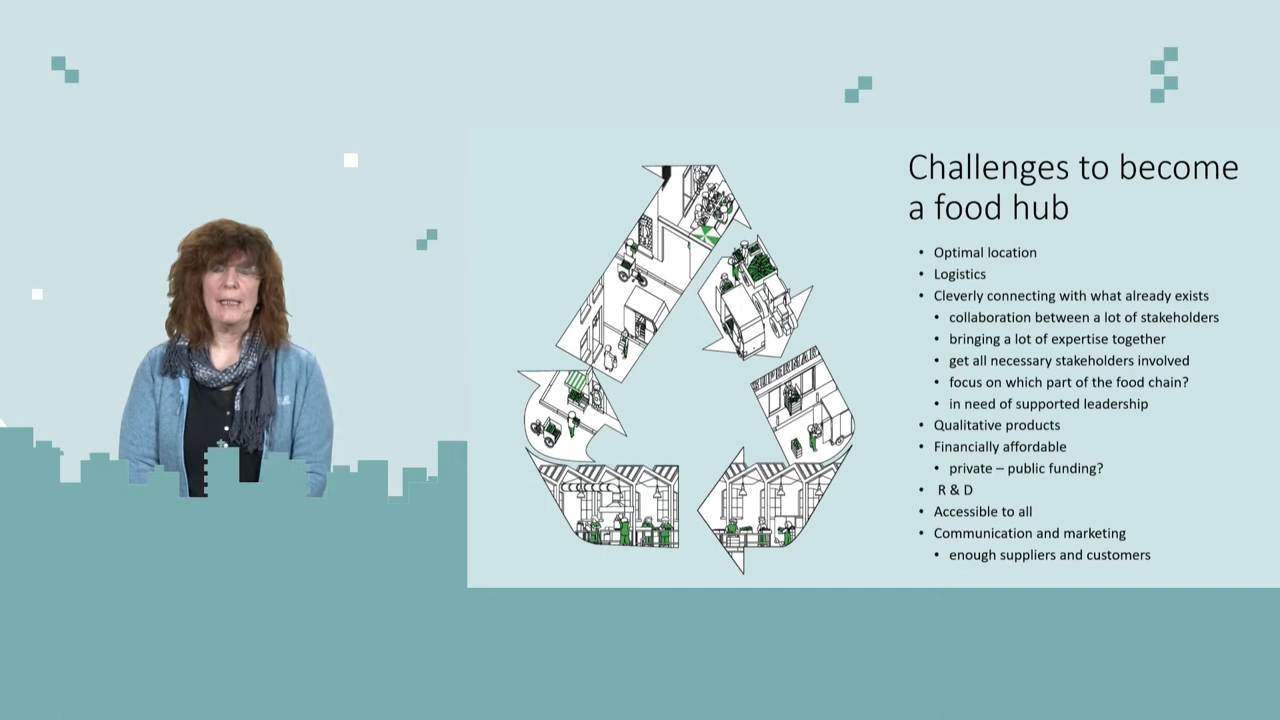 Challenges to become
a food hub
• Optimal location
• Logistics
• Cleverly connecting with what already exists
• collaboration between a lot of stakeholders
• bringing a lot of expertise together
• get all necessary stakeholders involved
• focus on which part of the food chain?
• in need of supported leadership
• Qualitative products
• Financially affordable
• private – public funding?
• R & D
• Accessible to all
• Communication and marketing
• enough suppliers and customers
SUPERMAR